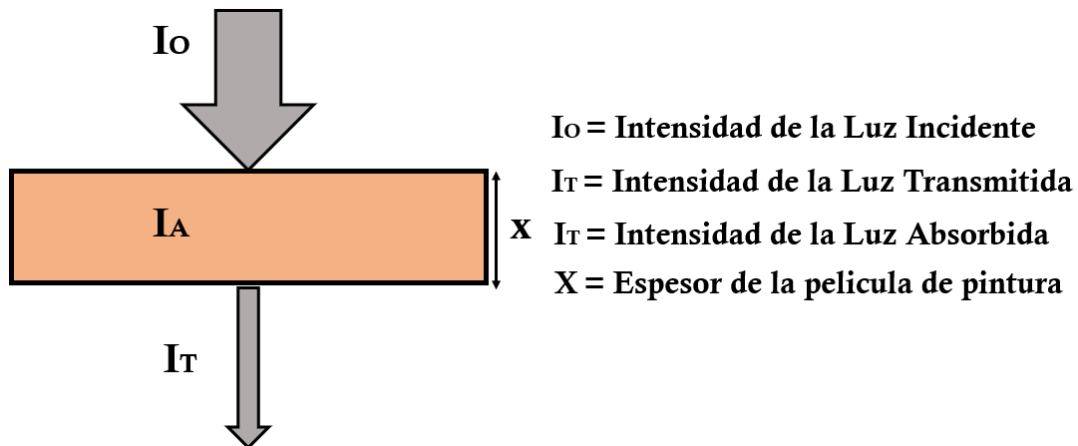 Io
Io = Intensidad de la Luz Incidente
IT = Intensidad de la Luz Transmitida
IA
x
IT = Intensidad de la Luz Absorbida
X = Espesor de la pelicula de pintura
IT